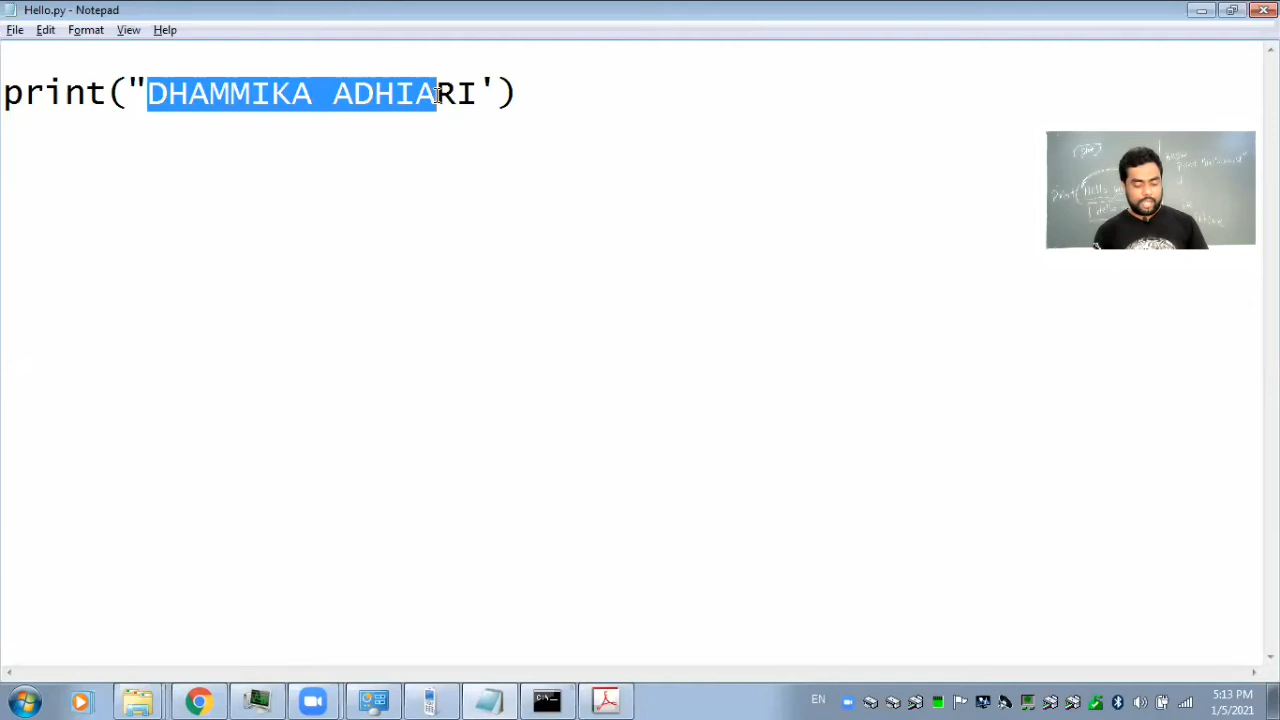 Hello.py - Notepad
File Edit Format View Help
print("DHAMMIKA ADHIARI')
EN
5:13 PM
1/5/2021